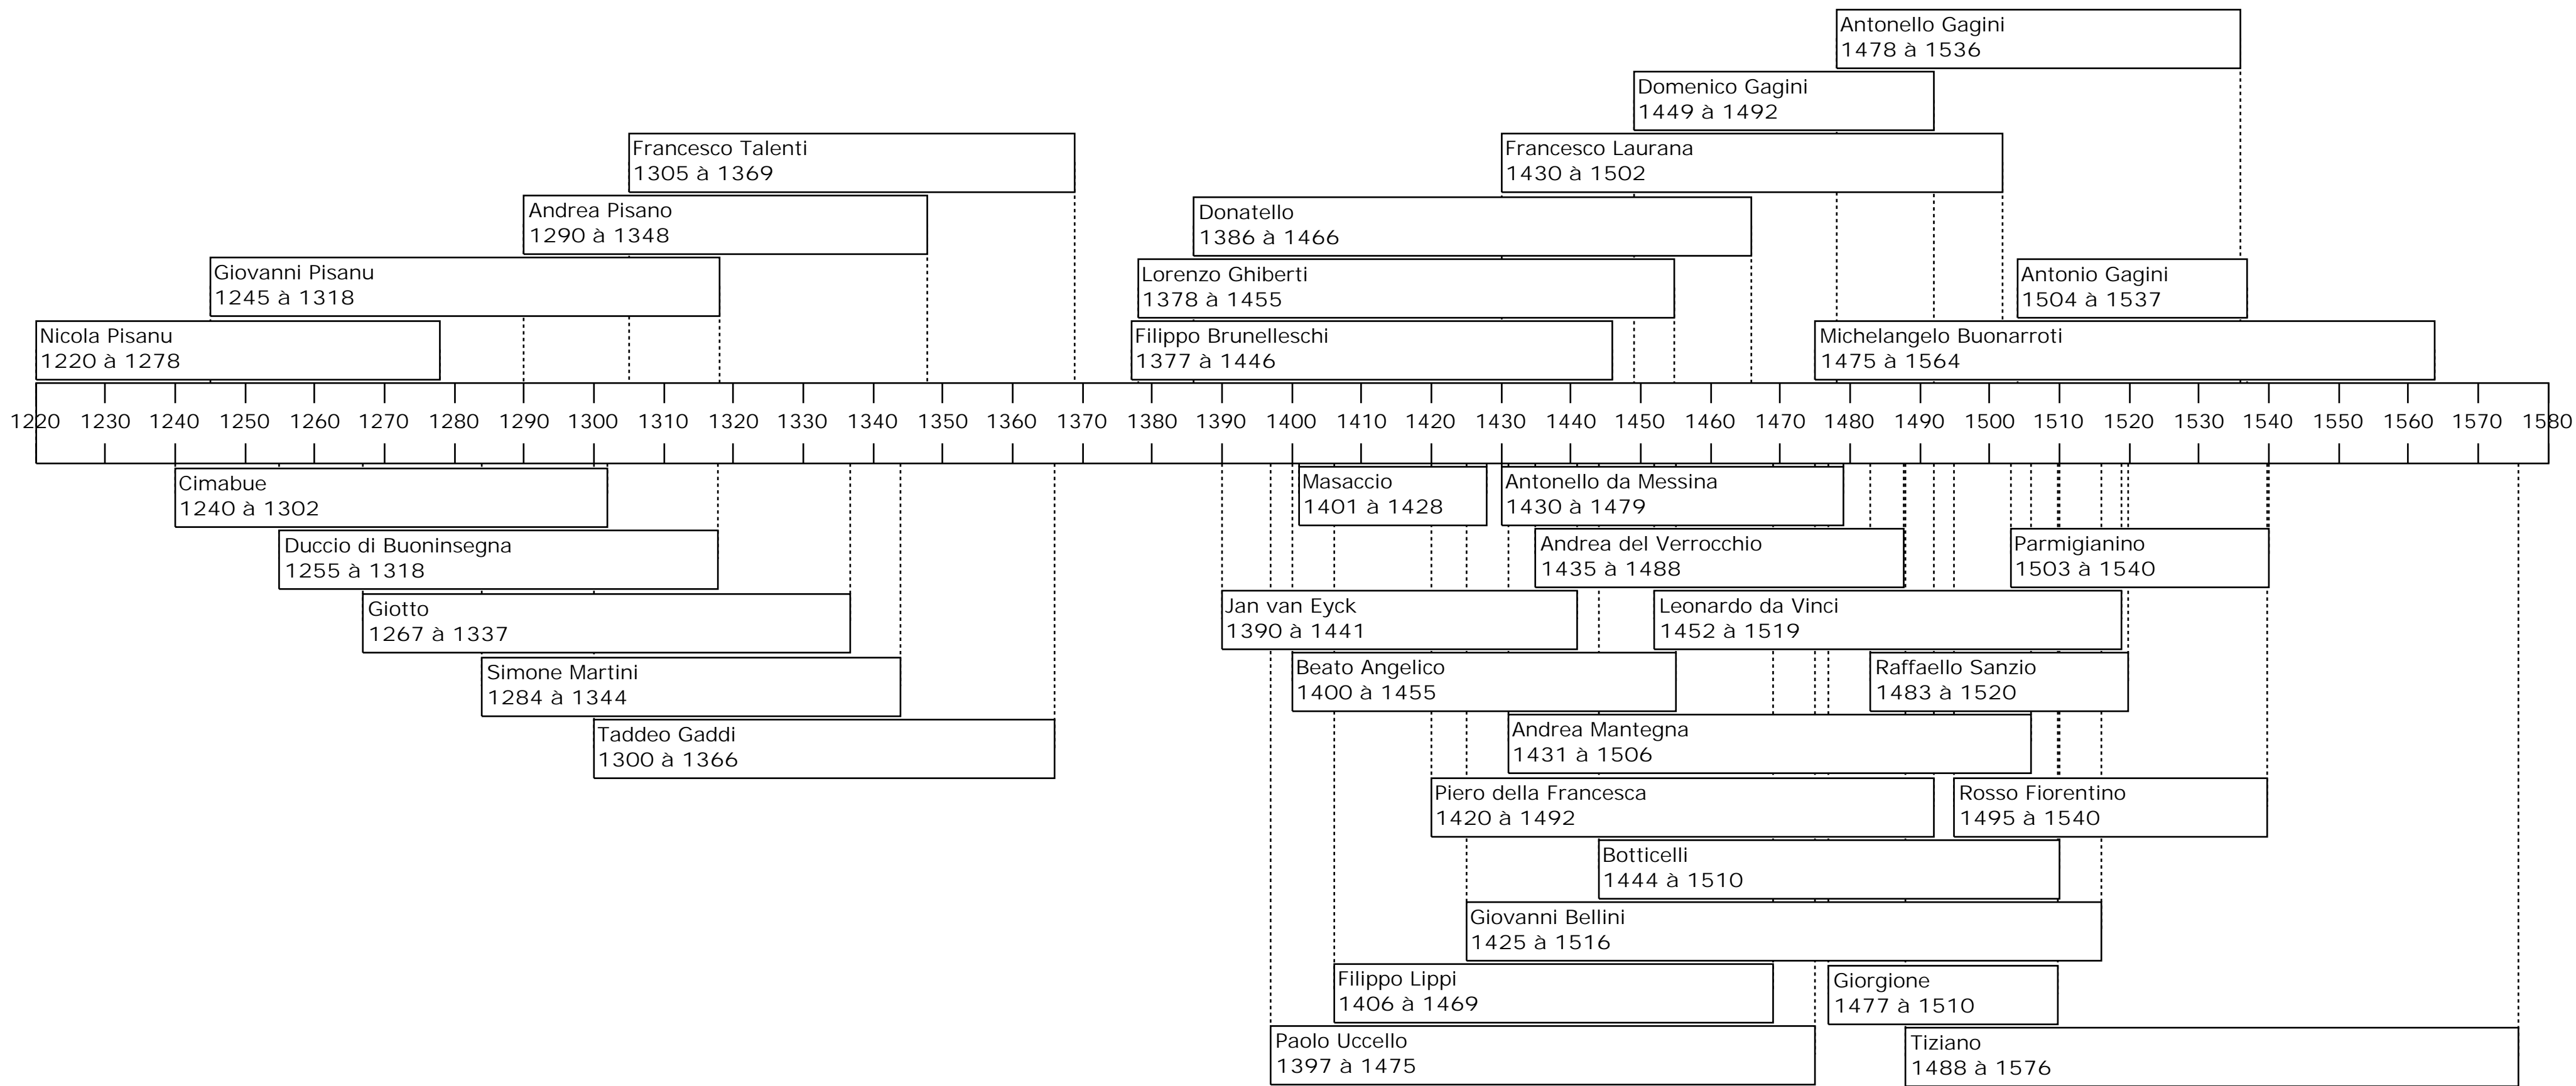 Antonello Gagini
1478 à 1536
Domenico Gagini
1449 à 1492
Francesco Talenti
1305 à 1369
Francesco Laurana
1430 à 1502
Andrea Pisano
1290 à 1348
Donatello
1386 à 1466
Giovanni Pisanu
1245 à 1318
Lorenzo Ghiberti
1378 à 1455
Antonio Gagini
1504 à 1537
Nicola Pisanu
1220 à 1278
Filippo Brunelleschi
1377 à 1446
Michelangelo Buonarroti
1475 à 1564
1220 1230 1240 1250 1260 1270 1280 1290 1300 1310 1320 1330 1340 1350 1360 1370 1380 1390 1400 1410 1420 1430 1440 1450 1460 1470 1480 1490 1500 1510 1520 1530 1540 1550 1560 1570 1580
Cimabue
1240 à 1302
Masaccio
1401 à 1428
Antonello da Messina
1430 à 1479
Duccio di Buoninsegna
1255 à 1318
Andrea del Verrocchio
1435 à 1488
Parmigianino
1503 à 1540
Giotto
1267 à 1337
Jan van Eyck
1390 à 1441
Leonardo da Vinci
1452 à 1519
Simone Martini
1284 à 1344
Beato Angelico
1400 à 1455
Raffaello Sanzio
1483 à 1520
Taddeo Gaddi
1300 à 1366
Andrea Mantegna
1431 à 1506
Piero della Francesca
1420 à 1492
Rosso Fiorentino
1495 à 1540
Botticelli
1444 à 1510
Giovanni Bellini
1425 à 1516
Filippo Lippi
1406 à 1469
Giorgione
1477 à 1510
Paolo Uccello
1397 à 1475
Tiziano
1488 à 1576